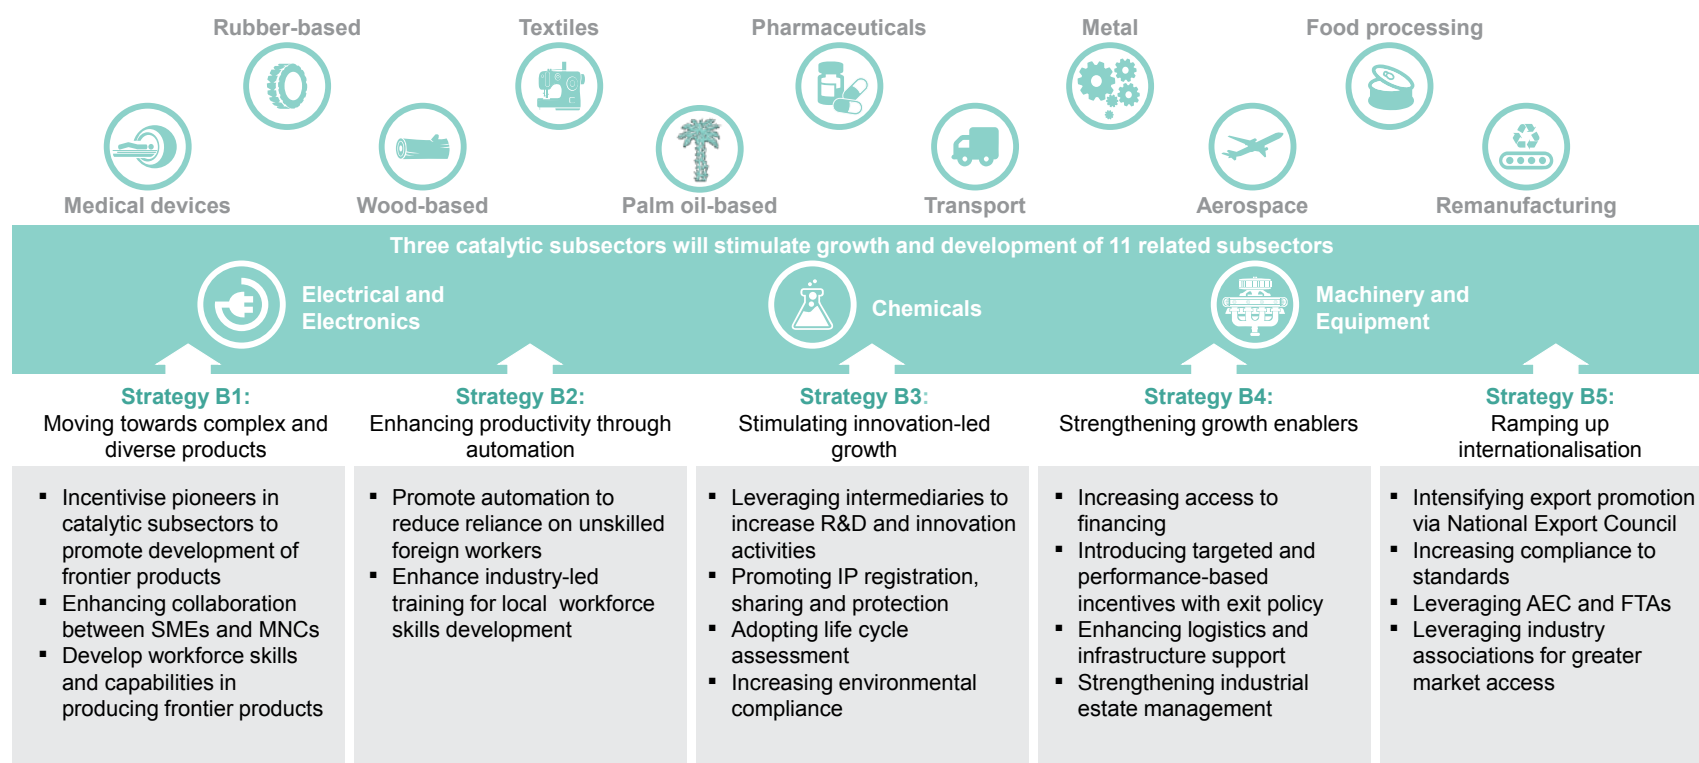 Rubber-based
Textiles
Pharmaceuticals
Metal
Food processing
Medical devices
Wood-based
Palm oil-based
Transport
Aerospace
Remanufacturing
Three catalytic subsectors will stimulate growth and development of 11 related subsectors
Electrical and
Electronics
Chemicals
Machinery and
Equipment
Strategy B1:
Moving towards complex and
diverse products
▪ Incentivise pioneers in
catalytic subsectors to
promote development of
frontier products
▪ Enhancing collaboration
between SMEs and MNCs
▪ Develop workforce skills
and capabilities in
producing frontier products
Strategy B2:
Enhancing productivity through
automation
▪ Promote automation to
reduce reliance on unskilled
foreign workers
▪ Enhance industry-led
training for local workforce
skills development
Strategy B3:
Stimulating innovation-led
growth
▪ Leveraging intermediaries to
increase R&D and innovation
activities
▪ Promoting IP registration,
sharing and protection
▪ Adopting life cycle
assessment
▪ Increasing environmental
compliance
Strategy B4:
Strengthening growth enablers
▪ Increasing access to
financing
▪ Introducing targeted and
performance-based
incentives with exit policy
▪ Enhancing logistics and
infrastructure support
▪ Strengthening industrial
estate management
Strategy B5:
Ramping up
internationalisation
▪ Intensifying export promotion
via National Export Council
▪ Increasing compliance to
standards
▪ Leveraging AEC and FTAs
▪ Leveraging industry
associations for greater
market access